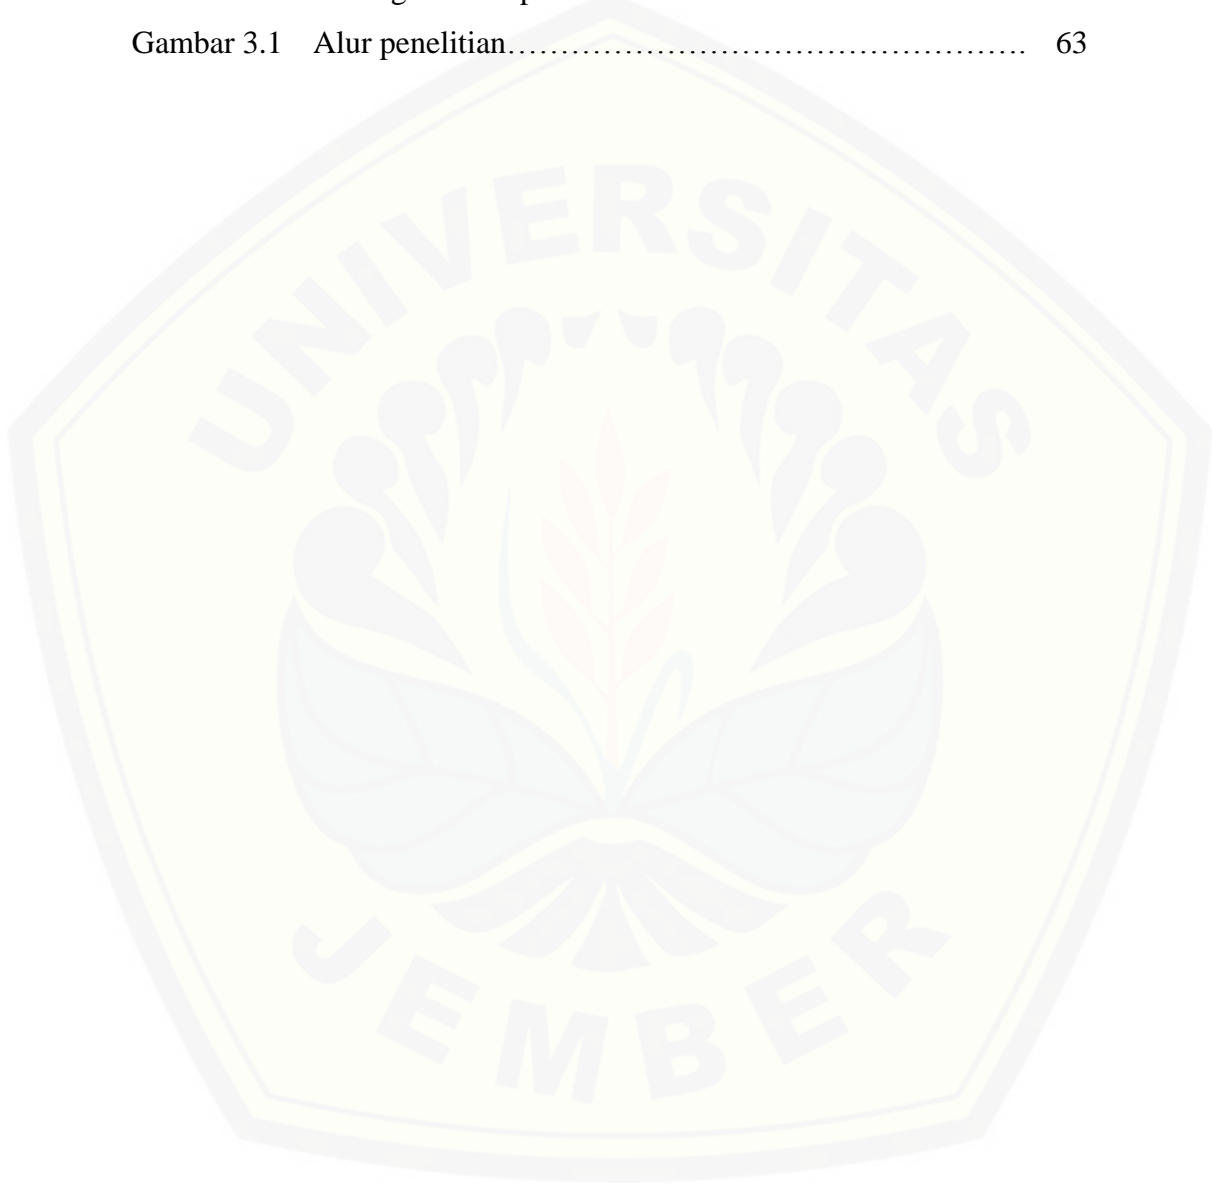 Gambar 3.1 Alur penelitian……………………………………… 63
UNIVERSITAS
JEMBER